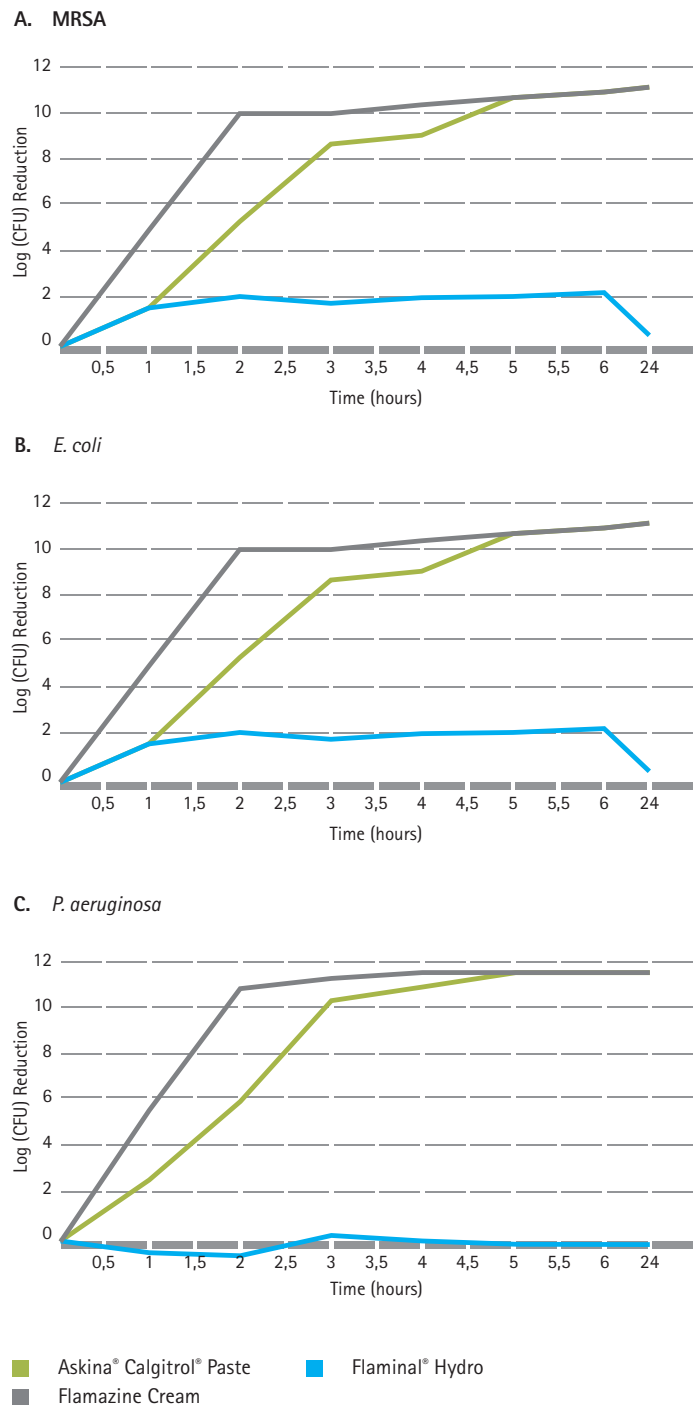 A. MRSA
12
10
8
6
4
2
0
Log (CFU) Reduction
0,5 1 1,5 2 2,5 3 3,5 4 4,5 5 5,5 6 24
Time (hours)
B. E. coli
12
10
8
6
4
2
0
Log (CFU) Reduction
0,5 1 1,5 2 2,5 3 3,5 4 4,5 5 5,5 6 24
Time (hours)
C. P. aeruginosa
12
10
8
6
4
2
0
Log (CFU) Reduction
0,5 1 1,5 2 2,5 3 3,5 4 4,5 5 5,5 6 24
Time (hours)
Askina® Calgitrol® Paste Flaminal® Hydro
Flamazine Cream